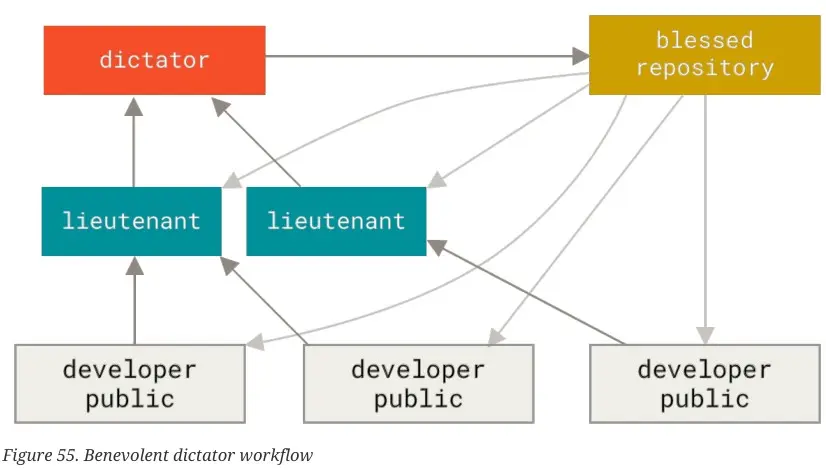 dictator
blessed
repository
lieutenant
lieutenant
developer
public
developer
public
developer
public
Figure 55. Benevolent dictator workflow